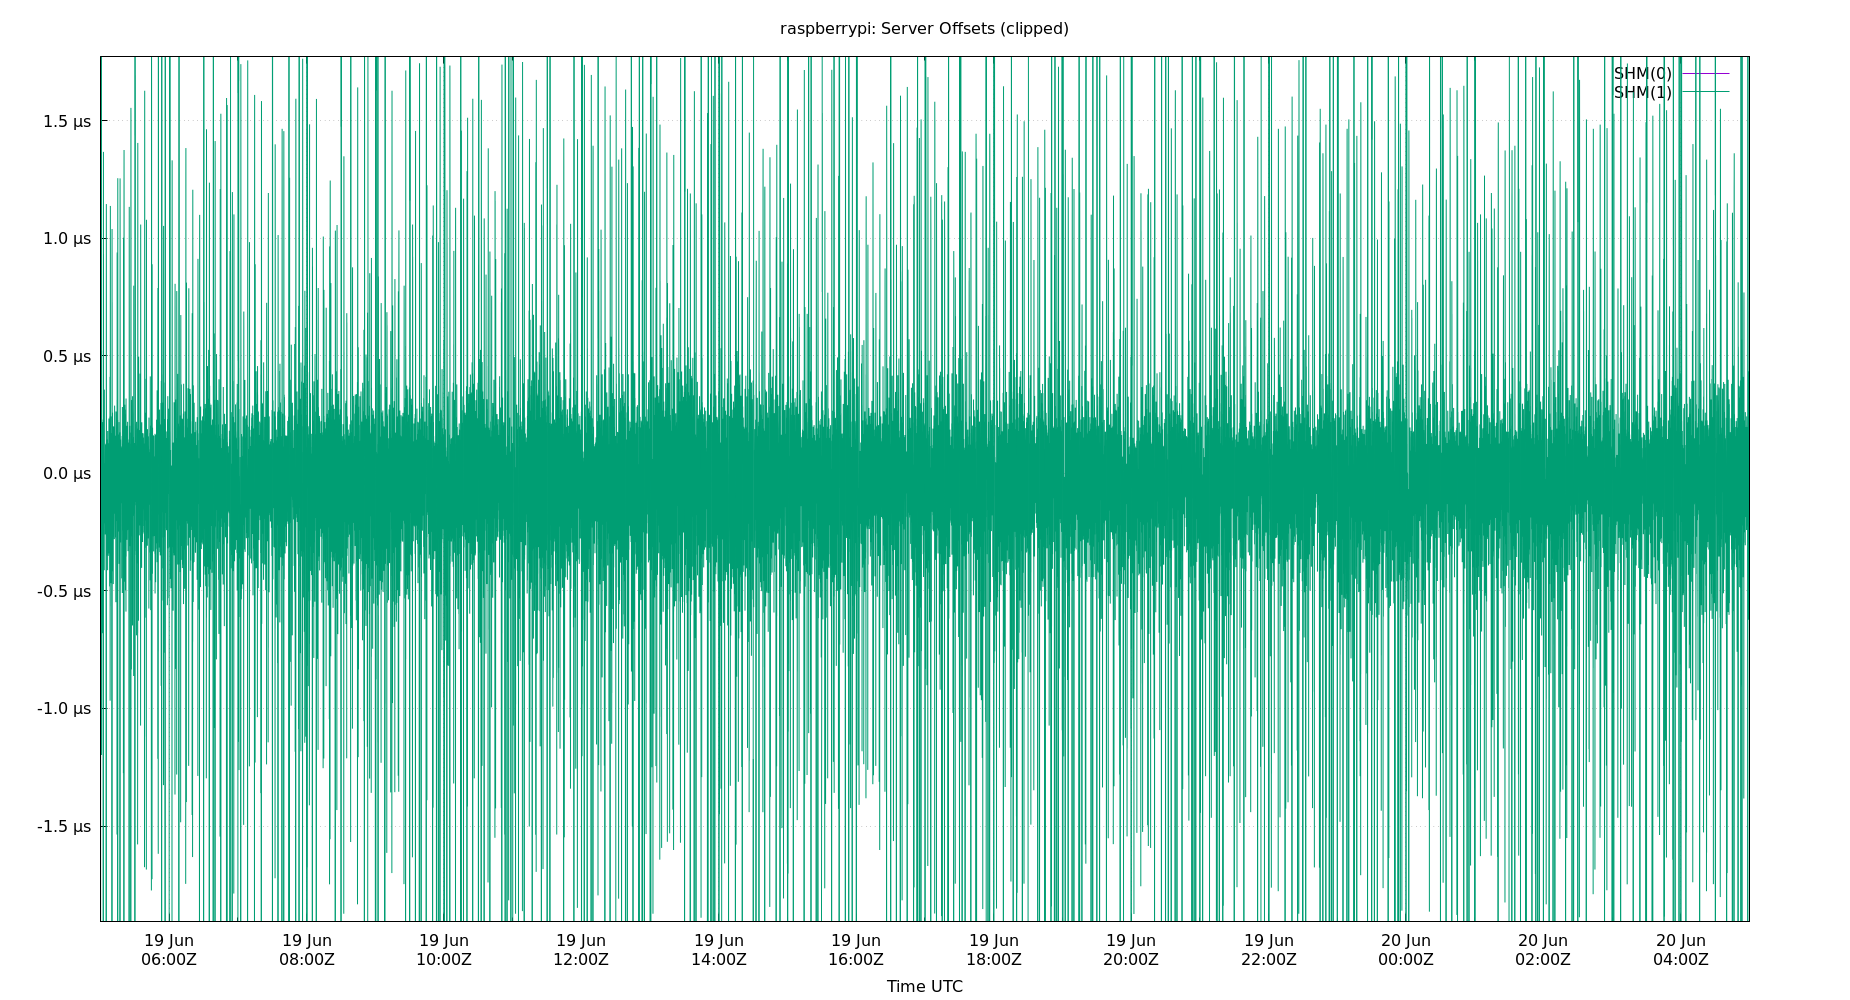 raspberrypi: Server Offsets (clipped)
SHM(0)
SHM(1)
1.5 µs
1.0 µs
0.5 µs
0.0 µs
-0.5 µs
-1.0 µs
-1.5 µs
19 Jun 19 Jun 19 Jun 19 Jun 19 Jun 19 Jun 19 Jun 19 Jun 19 Jun 20 Jun 20 Jun 20 Jun
06:00Z 08:00Z 10:00Z 12:00Z 14:00Z 16:00Z 18:00Z 20:00Z 22:00Z 00:00Z 02:00Z 04:00Z
Time UTC